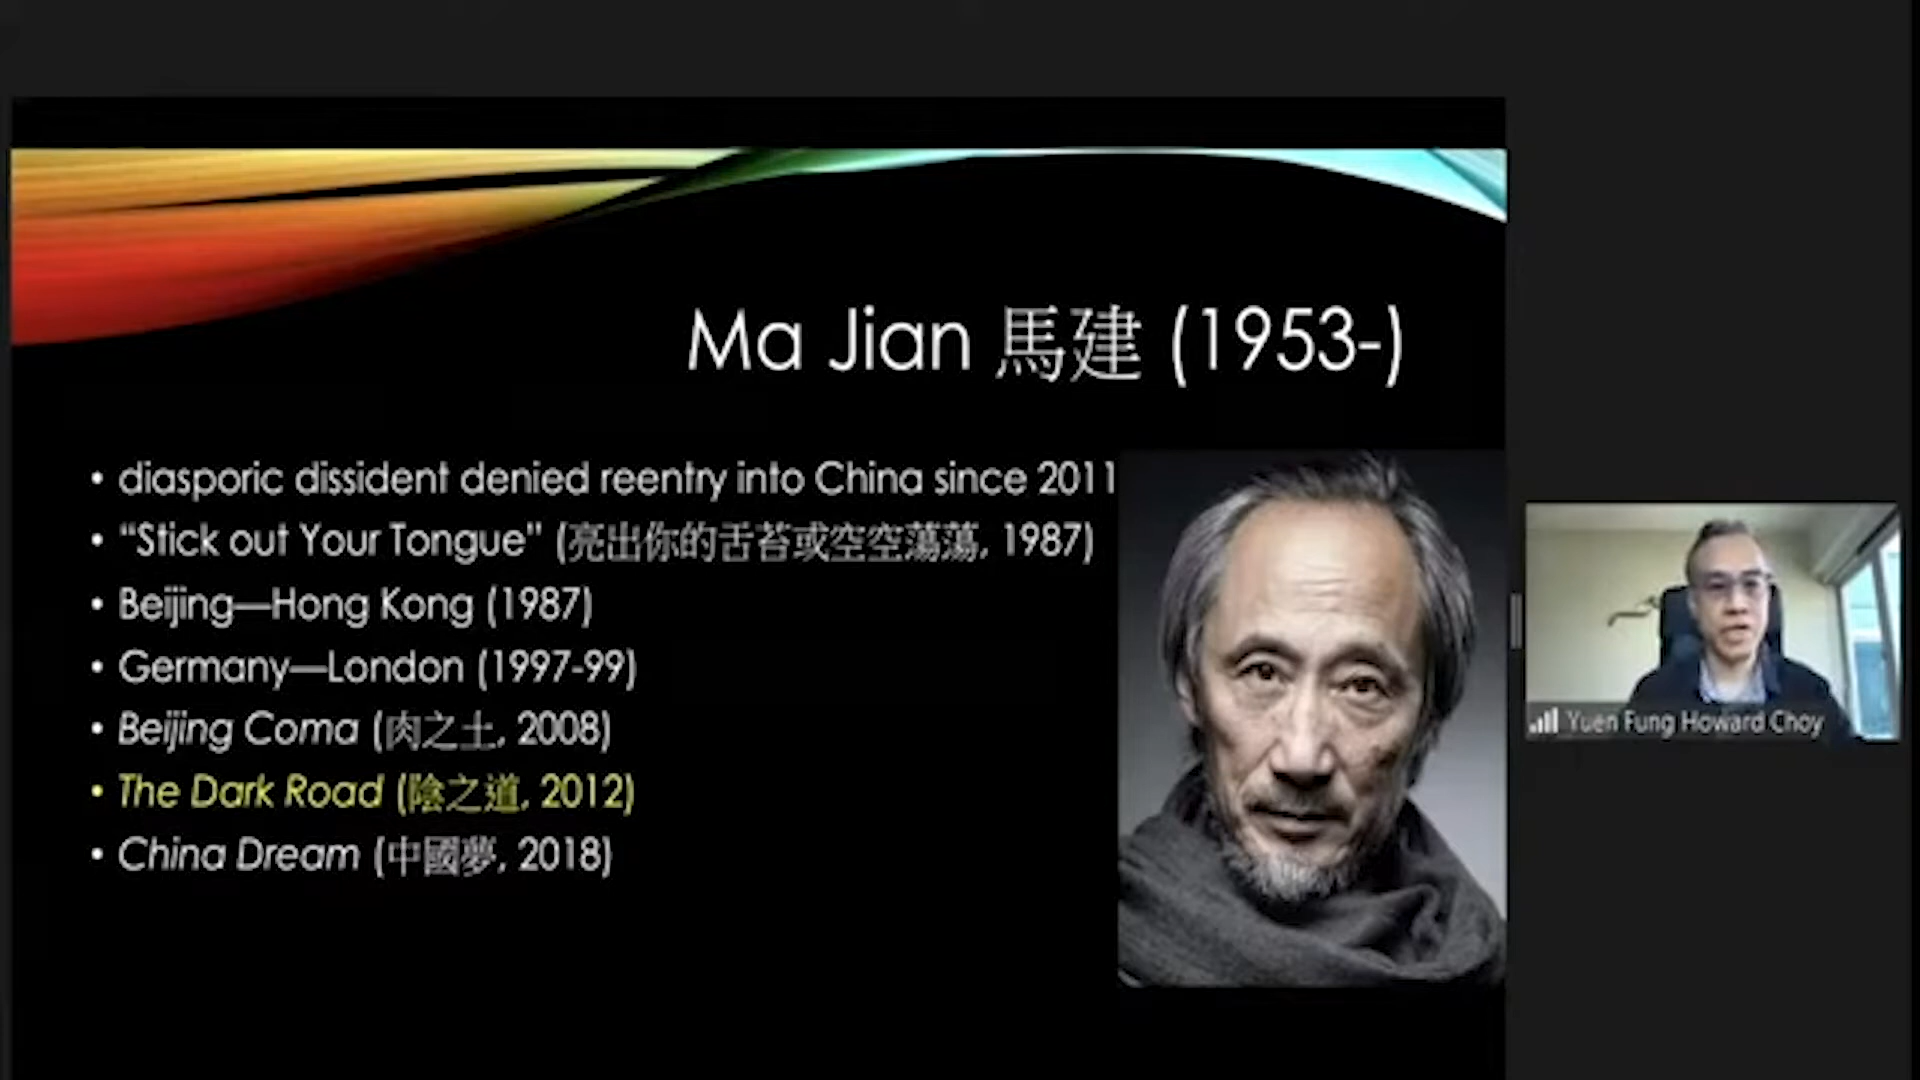 Ma Jian 馬建 (1953-)
• diasporic dissident denied reentry into China since 2011
• “Stick out Your Tongue” (亮出你的舌苔或空空蕩蕩, 1987)
• Beijing—Hong Kong (1987)
• Germany—London (1997-99)
• Beijing Coma (肉之土, 2008)
• The Dark Road (陰之道, 2012)
• China Dream (中國夢, 2018)
Yuen Fung Howard Choy